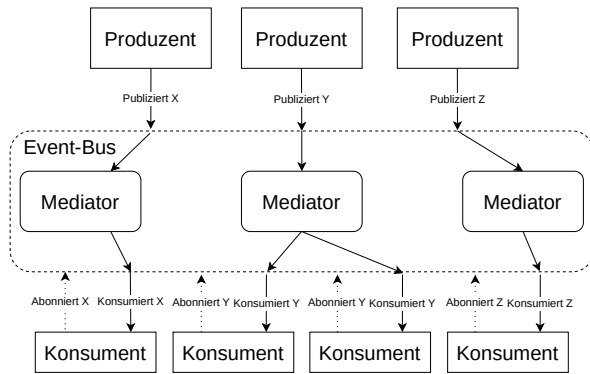 Produzent
Produzent
Produzent
Publiziert X
Publiziert Y
Publiziert Z
Event-Bus
Mediator
Mediator
Mediator
Abonniert X
Konsumiert X
Abonniert Y
Konsumiert Y
Abonniert Y
Konsumiert Y
Abonniert Z
Konsumiert Z
Konsument
Konsument
Konsument
Konsument